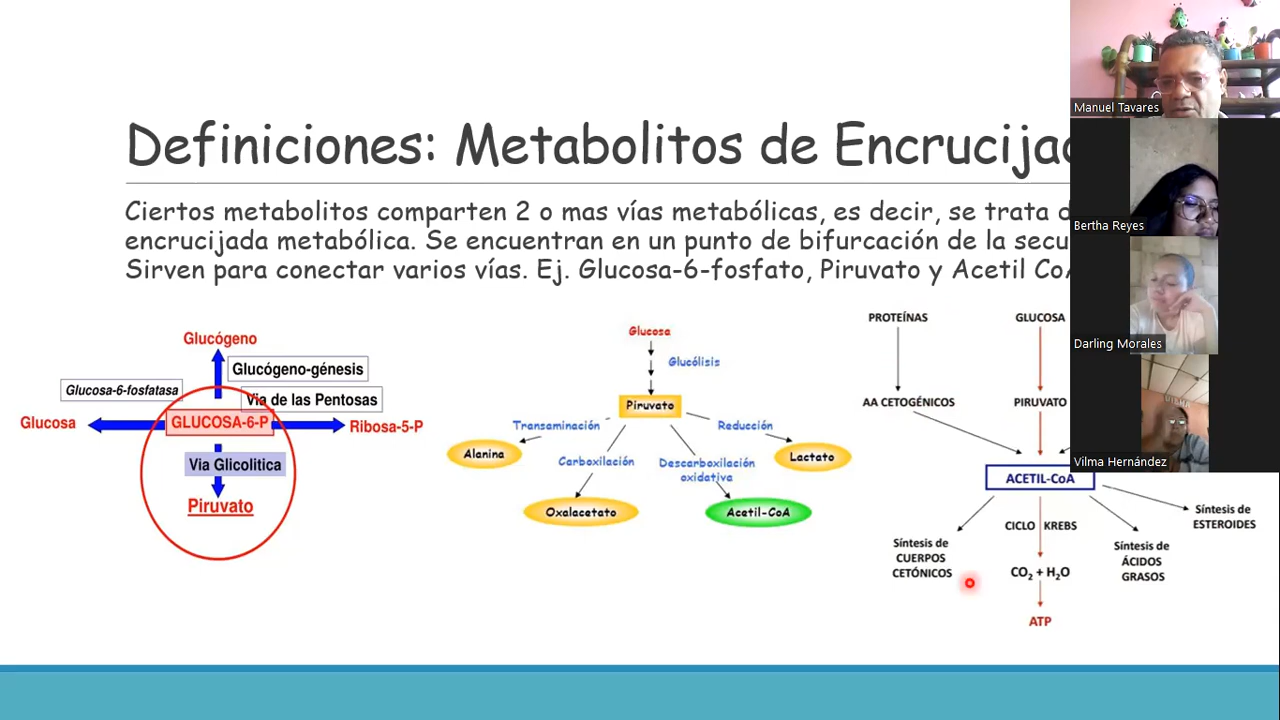 Definiciones: Metabolitos de
Ciertos metabolitos comparten 2 o mas vías metabólicas, es decir, se trata
encrucijada metabólica. Se encuentran en un punto de bifurcación de la
Sirven para conectar varios vías. Ej. Glucosa-6-fosfato, Piruvato y Acetil
Glucógeno
Glucógeno-génesis
Glucosa-6-fosfatasa
Via de las Pentosas
Glucosa
GLUCOSA-6-P
Ribosa-5-P
Via Glicolitica
Piruvato
Glucosa
Glucólisis
Piruvato
Transaminación
Reducción
Alanina
Carboxilación
Descarboxilación
oxidativa
Lactato
Oxalacetato
Acetil-CoA
PROTEÍNAS
GLUCOSA
AA CETOGÉNICOS
PIRUVATO
ACETIL-CoA
Síntesis de
ESTEROIDES
CICLO KREBS
Síntesis de
CUERPOS
CETÓNICOS
Síntesis de
ÁCIDOS
GRASOS
CO2 + H2O
ATP
Manuel Tavares
Bertha Reyes
Darling Morales
Vilma Hernández